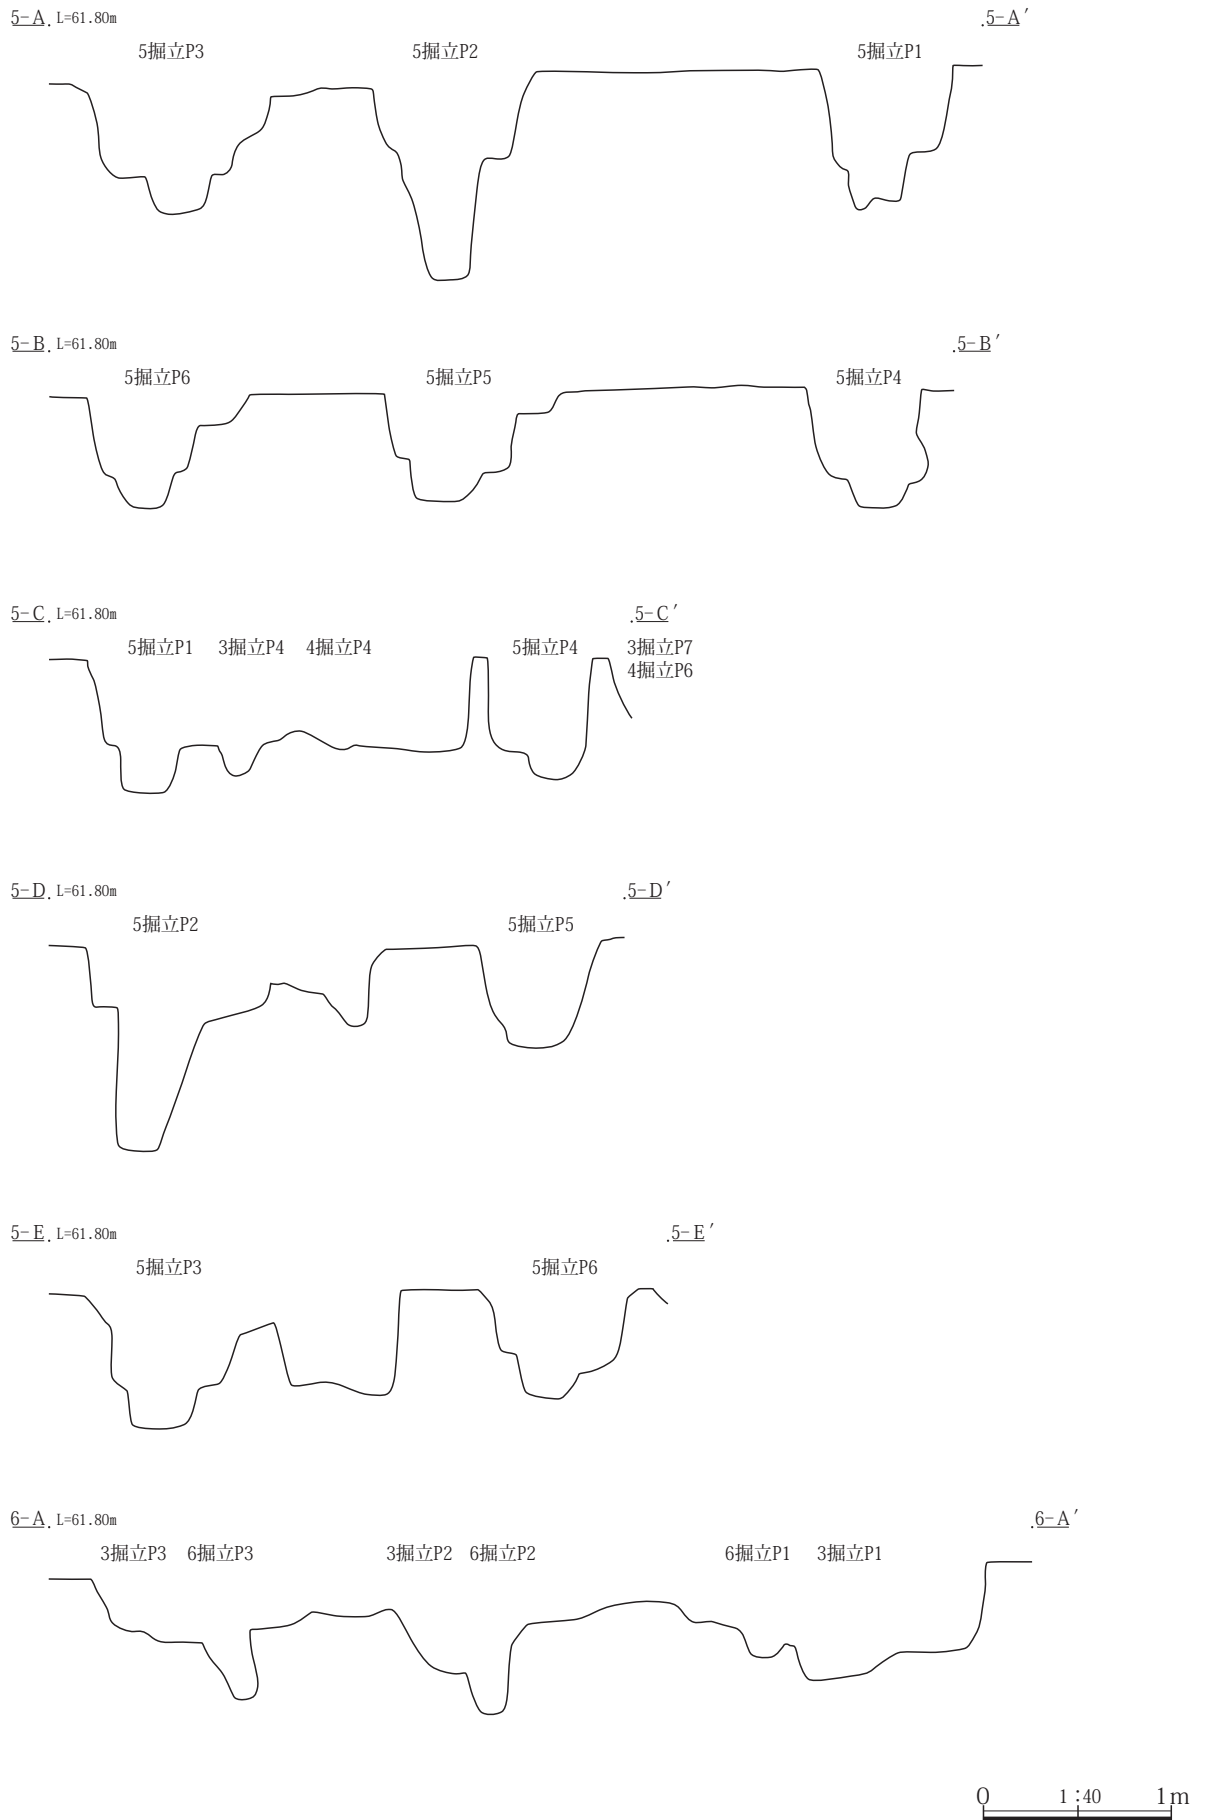 5-A. L=61.80m .5-A′
5掘立P3 5掘立P2 5掘立P1
5-B. L=61.80m .5-B′
5掘立P6 5掘立P5 5掘立P4
5-C. L=61.80m .5-C′
5掘立P1 3掘立P4 4掘立P4 5掘立P4 3掘立P7
4掘立P6
5-D. L=61.80m .5-D′
5掘立P2 5掘立P5
5-E. L=61.80m .5-E′
5掘立P3 5掘立P6
6-A. L=61.80m .6-A′
3掘立P3 6掘立P3 3掘立P2 6掘立P2 6掘立P1 3掘立P1
0 1:40 1m